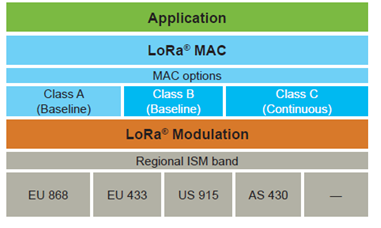 Application
LoRa® MAC
MAC options
Class A
(Baseline)
Class B
(Baseline)
Class C
(Continuous)
LoRa® Modulation
Regional ISM band
EU 868
EU 433
US 915
AS 430
—